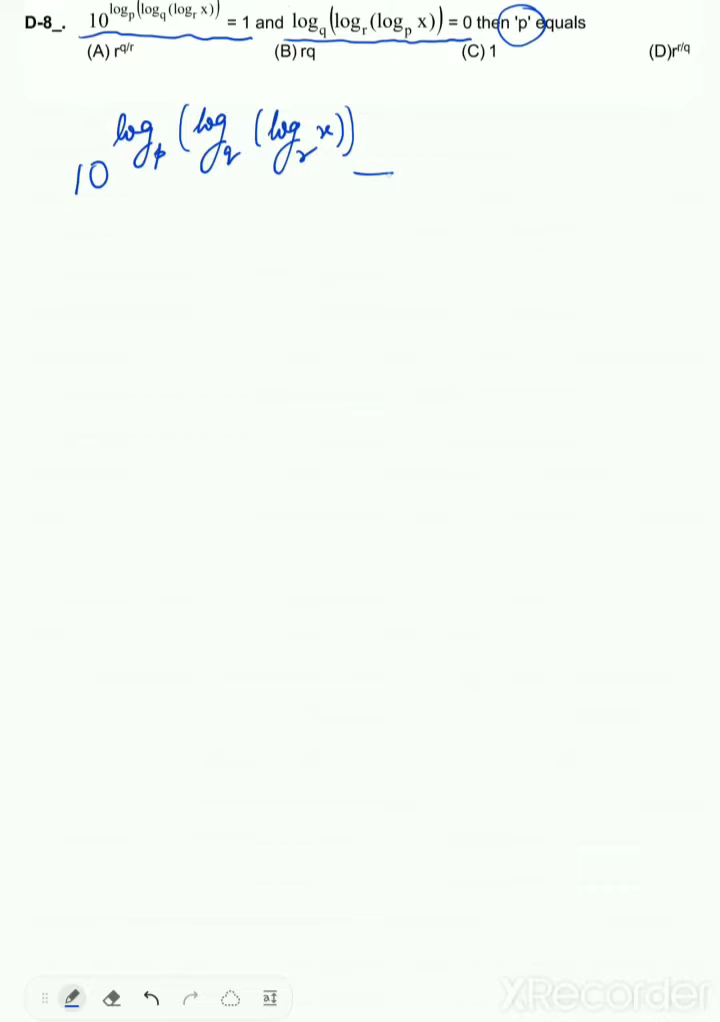 D-8_. 10^log_p(log_q(log_r x)) = 1 and log_q(log_r(log_p x)) = 0 then 'p' equals
(A) r^q/r (B) rq (C) 1 (D) r^r/q
10^log_p(log_q(log_r x)) =
XRecorder